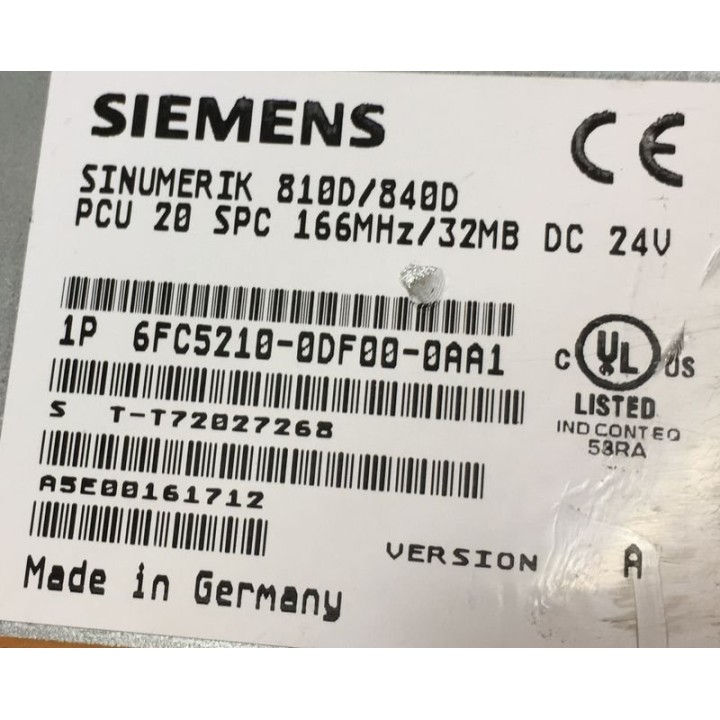 SIEMENS
CE
SINUMERIK 810D/840D
PCU 20 SPC 166MHz/32MB DC 24V
1P 6FC5210-0DF00-0AA1
C UL US
LISTED
IND CONT EQ
53RA
S T-T72027268
A5E00161712
VERSION A
Made in Germany